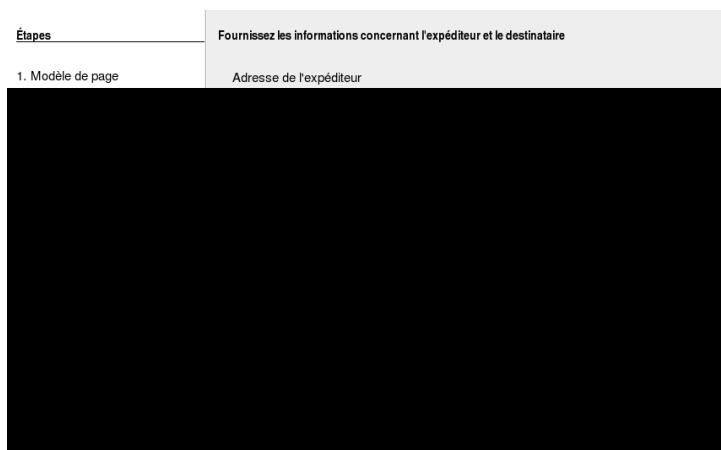 Étapes
Fournissez les informations concernant l'expéditeur et le destinataire
1. Modèle de page
Adresse de l'expéditeur